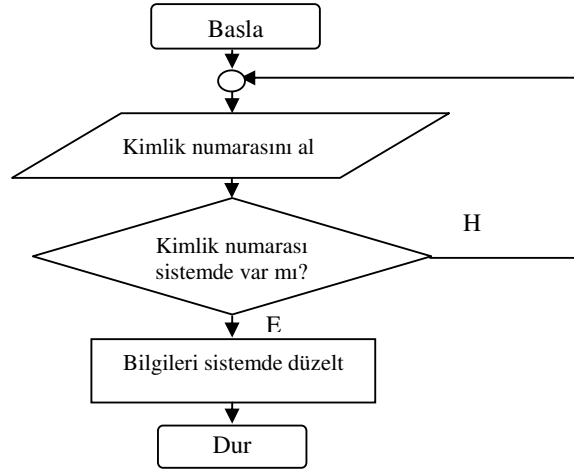 Basla
Kimlik numarasını al
H
Kimlik numarası
sistemde var mı?
E
Bilgileri sistemde düzelt
Dur